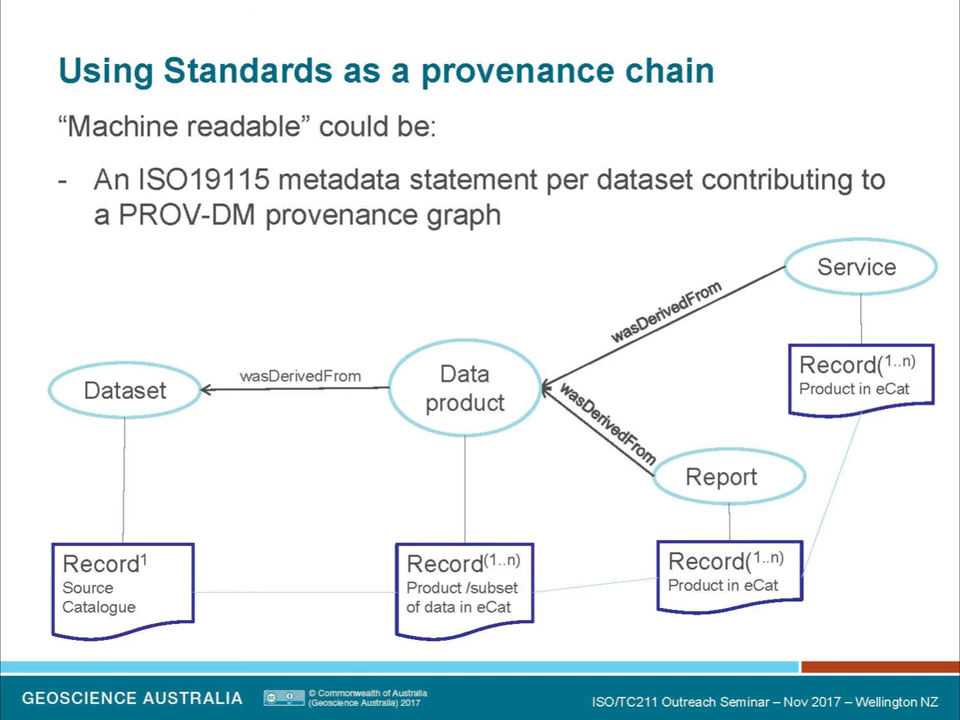 Using Standards as a provenance chain
“Machine readable” could be:
- An ISO19115 metadata statement per dataset contributing to
a PROV-DM provenance graph
Service
wasDerivedFrom
Record(1..n)
Product in eCat
Dataset
wasDerivedFrom
Data
product
wasDerivedFrom
Report
Record1
Source
Catalogue
Record(1..n)
Product /subset
of data in eCat
Record(1..n)
Product in eCat
GEOSCIENCE AUSTRALIA
© Commonwealth of Australia
(Geoscience Australia) 2017
ISO/TC211 Outreach Seminar – Nov 2017 – Wellington NZ